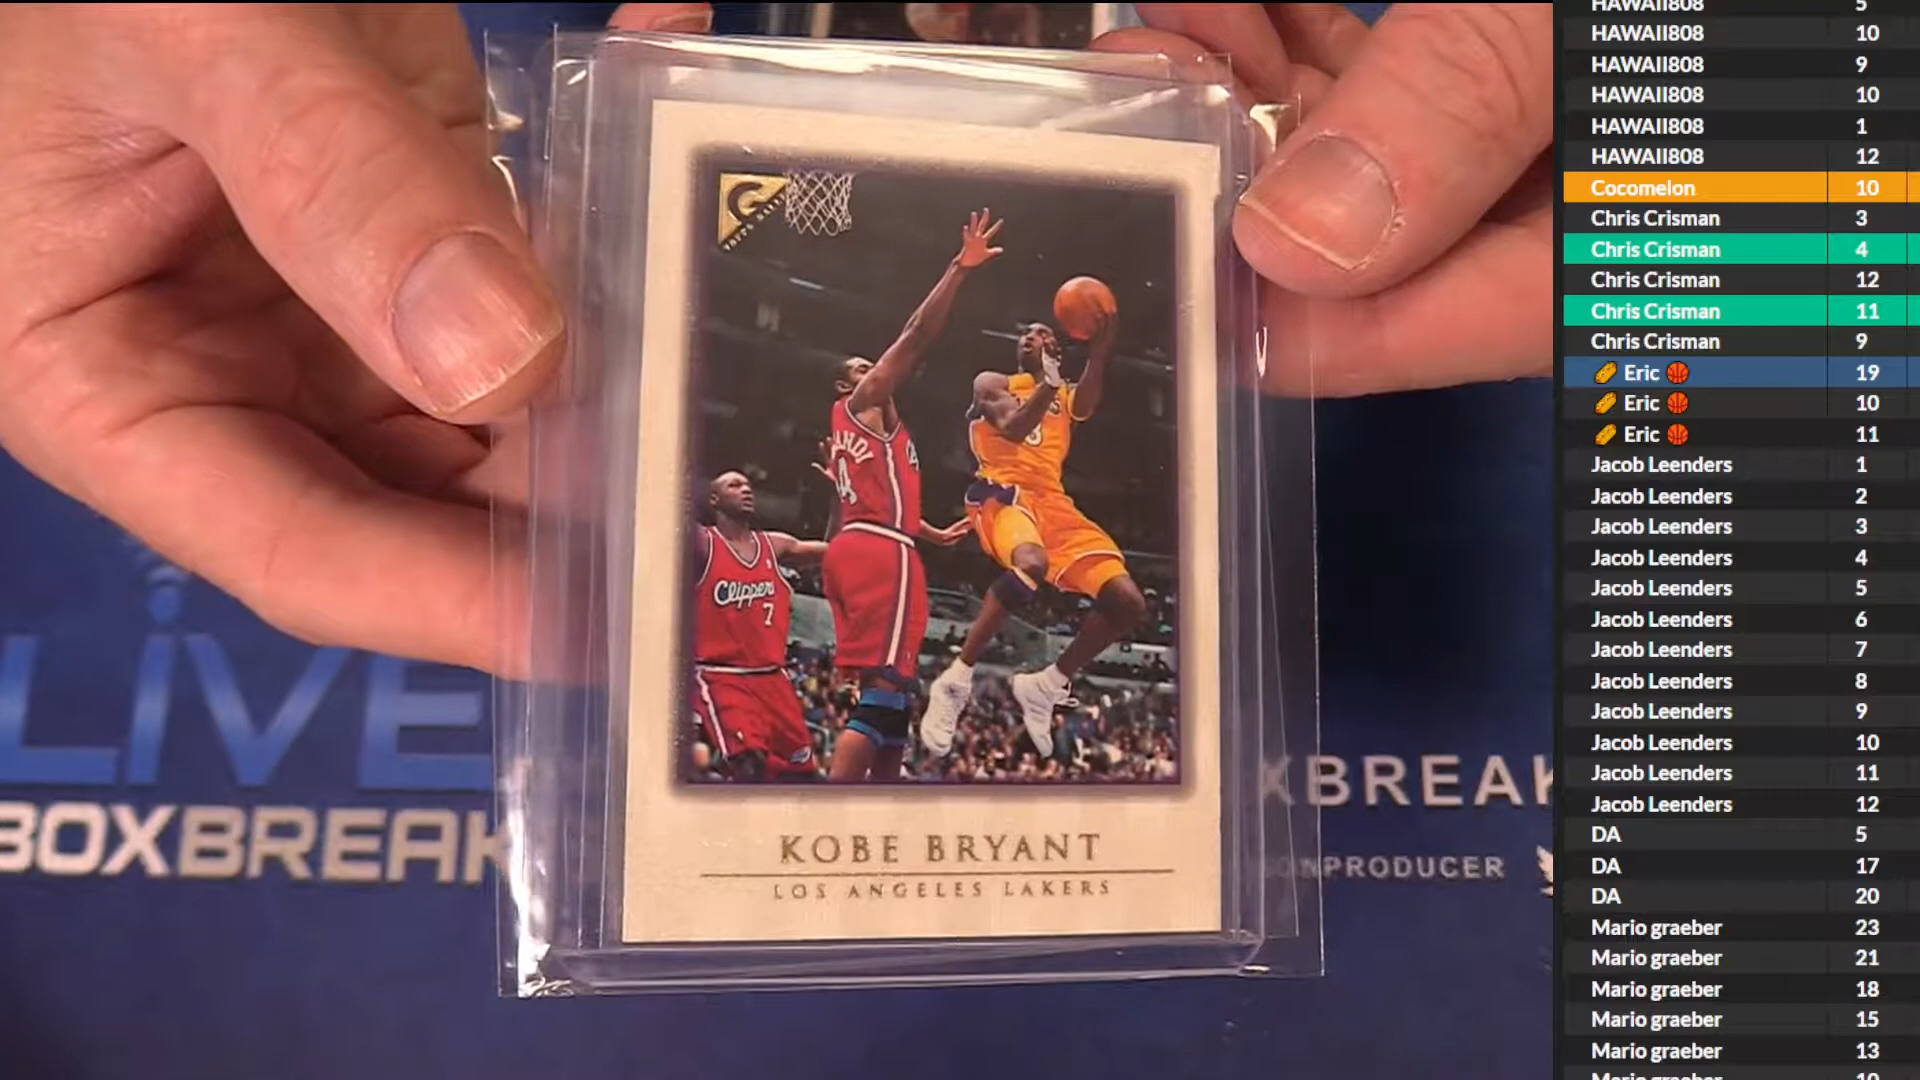 KOBE BRYANT
LOS ANGELES LAKERS
Clippers
7
LIVE
BOXBREAK
XBREAK
HAWAII808 5
HAWAII808 10
HAWAII808 9
HAWAII808 10
HAWAII808 1
HAWAII808 12
Cocomelon 10
Chris Crisman 3
Chris Crisman 4
Chris Crisman 12
Chris Crisman 11
Chris Crisman 9
Eric 19
Eric 10
Eric 11
Jacob Leenders 1
Jacob Leenders 2
Jacob Leenders 3
Jacob Leenders 4
Jacob Leenders 5
Jacob Leenders 6
Jacob Leenders 7
Jacob Leenders 8
Jacob Leenders 9
Jacob Leenders 10
Jacob Leenders 11
Jacob Leenders 12
DA 5
DA 17
DA 20
Mario graeber 23
Mario graeber 21
Mario graeber 18
Mario graeber 15
Mario graeber 13